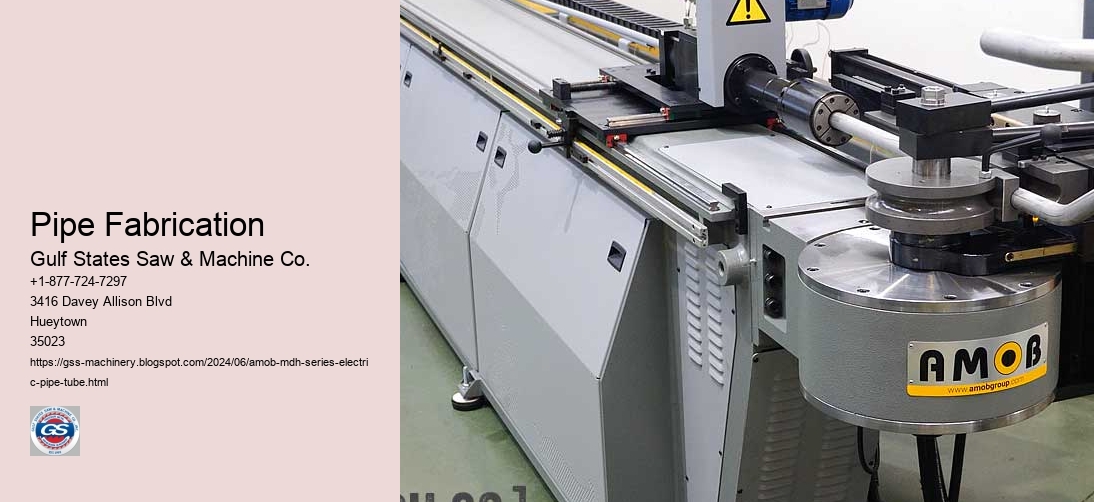 Pipe Fabrication
Gulf States Saw & Machine Co.
+1-877-724-7297
3416 Davey Allison Blvd
Hueytown
35023
https://gss-machinery.blogspot.com/2024/06/amob-mdh-series-electri
c-pipe-tube.html
GS
AMOB
www.amobgroup.com